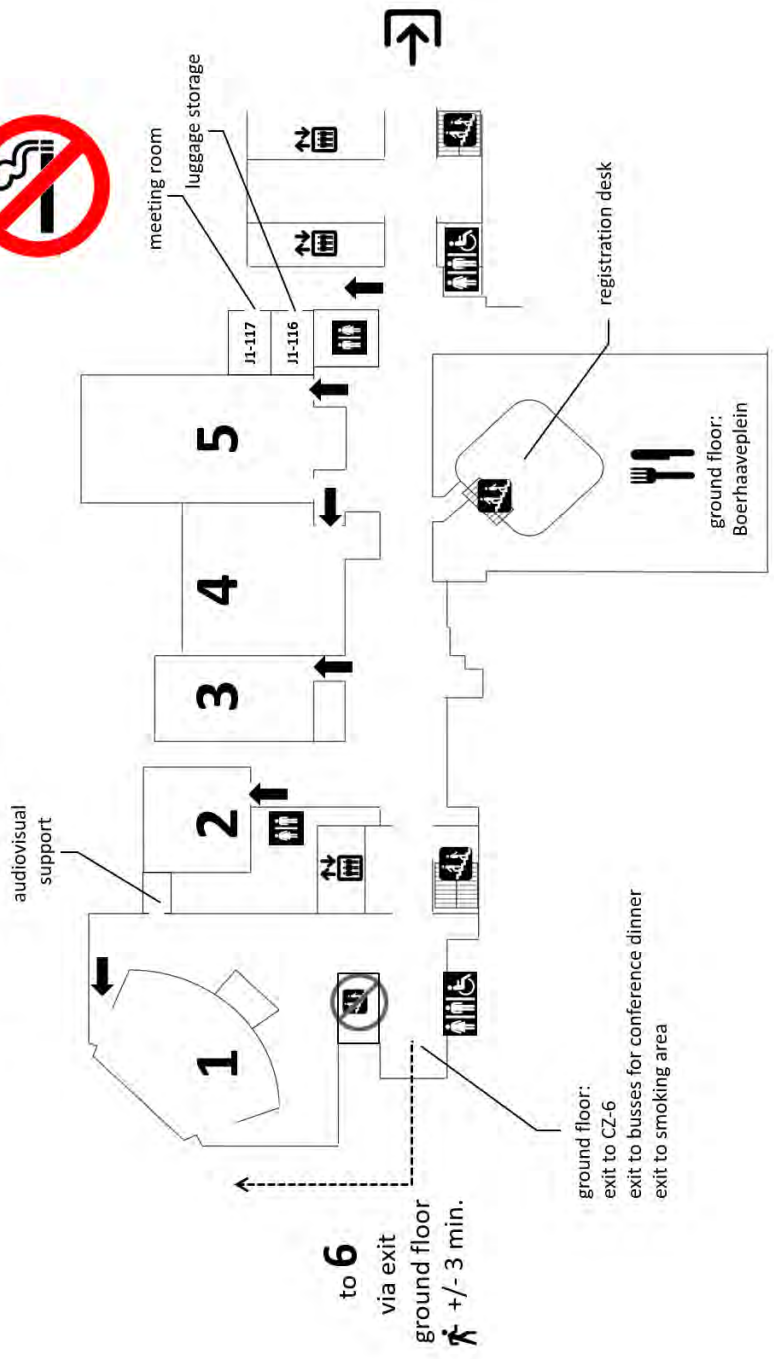 meeting room
luggage storage
J1-117
J1-116
5
4
3
audiovisual
support
2
1
registration desk
ground floor:
Boerhaaveplein
to 6
via exit
ground floor
+/- 3 min.
ground floor:
exit to CZ-6
exit to busses for conference dinner
exit to smoking area